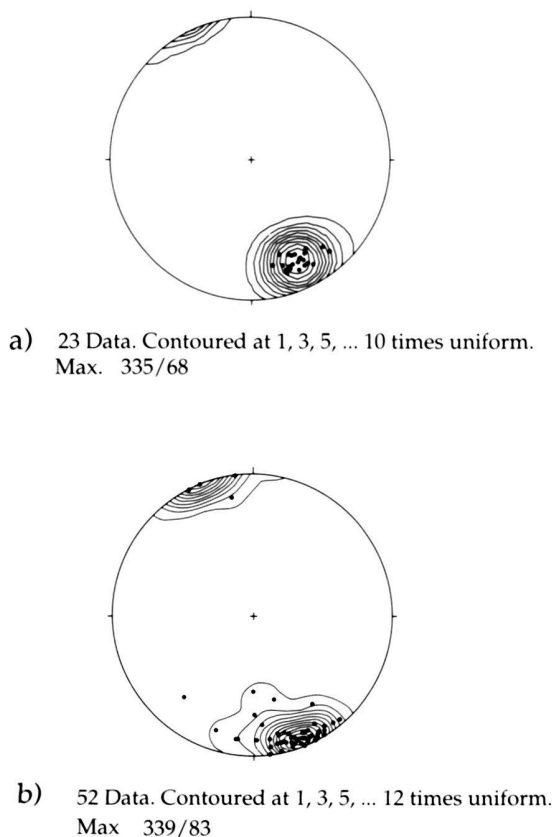 a) 23 Data. Contoured at 1, 3, 5, ... 10 times uniform.
Max. 335/68
b) 52 Data. Contoured at 1, 3, 5, ... 12 times uniform.
Max 339/83